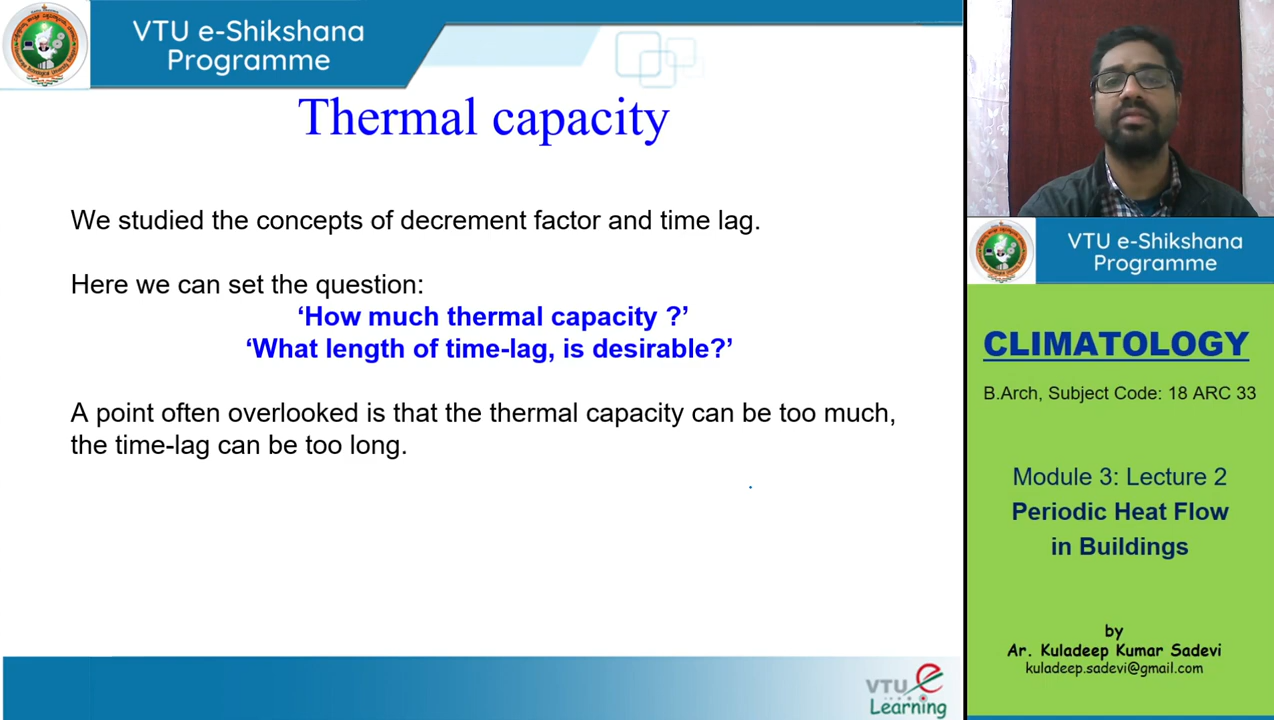 VTU e-Shikshana
Programme
Thermal capacity
We studied the concepts of decrement factor and time lag.
Here we can set the question:
‘How much thermal capacity ?’
‘What length of time-lag, is desirable?’
A point often overlooked is that the thermal capacity can be too much,
the time-lag can be too long.
VTU e
Learning
VTU e-Shikshana
Programme
CLIMATOLOGY
B.Arch, Subject Code: 18 ARC 33
Module 3: Lecture 2
Periodic Heat Flow
in Buildings
by
Ar. Kuladeep Kumar Sadevi
kuladeep.sadevi@gmail.com